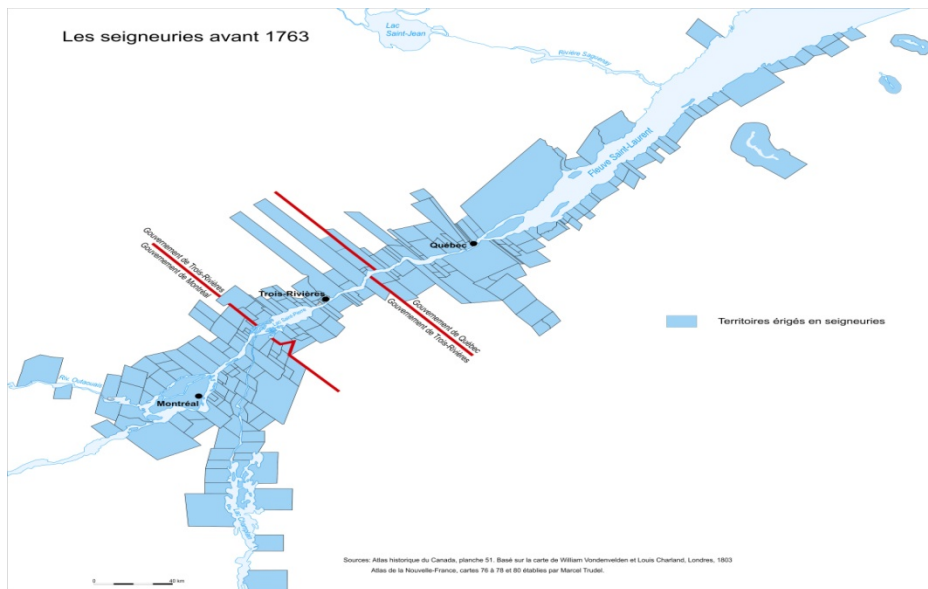 Les seigneuries avant 1763
Lac
Saint-Jean
Rivière Saguenay
Fleuve Saint-Laurent
Québec
Gouvernement de Trois-Rivières
Gouvernement de Montréal
Trois-Rivières
Lac Saint-Pierre
Gouvernement de Québec
Gouvernement de Trois-Rivières
Territoires érigés en seigneuries
Riv. Outaouais
Montréal
Sources: Atlas historique du Canada, planche 51. Basé sur la carte de William Vondenvelden et Louis Charland, Londres, 1803
Atlas de la Nouvelle-France, cartes 76 à 78 et 80 établies par Marcel Trudel.
0 40 km